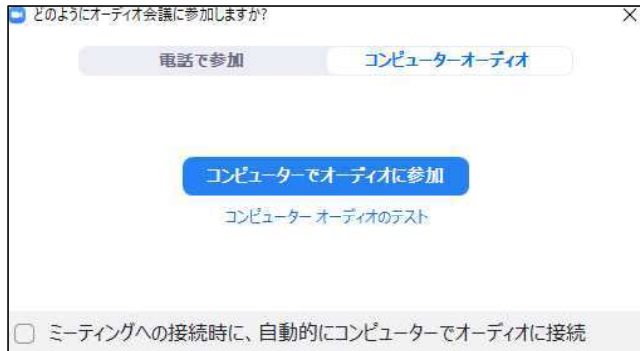 どのようにオーディオ会議に参加しますか?
電話で参加 コンピューターオーディオ
コンピューターでオーディオに参加
コンピューター オーディオのテスト
ミーティングへの接続時に、自動的にコンピューターでオーディオに接続